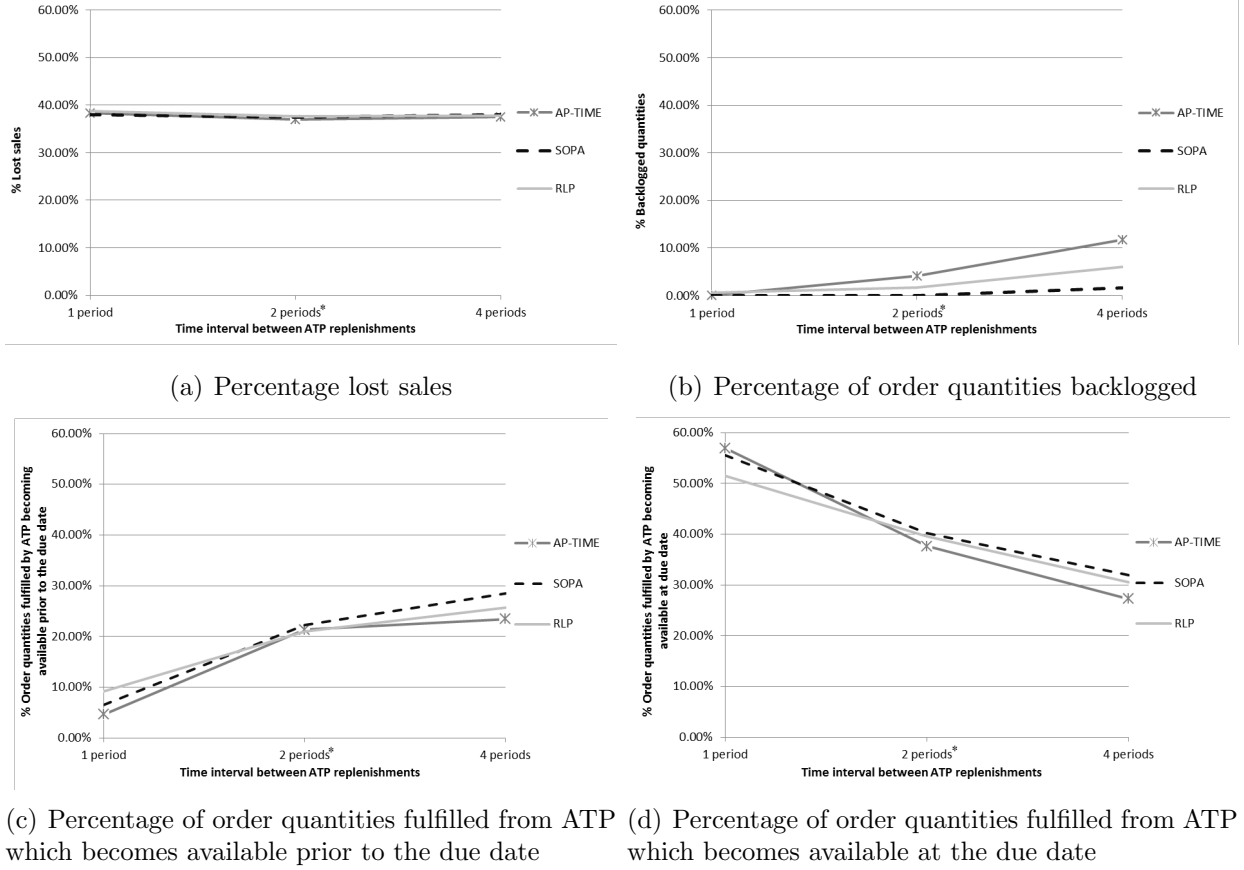 60.00%
50.00%
40.00%
30.00%
20.00%
10.00%
0.00%
% Lost sales
1 period
2 periods*
4 periods
Time interval between ATP replenishments
AP-TIME
SOPA
RLP
(a) Percentage lost sales
60.00%
50.00%
40.00%
30.00%
20.00%
10.00%
0.00%
% Backlogged quantities
1 period
2 periods*
4 periods
Time interval between ATP replenishments
AP-TIME
SOPA
RLP
(b) Percentage of order quantities backlogged
60.00%
50.00%
40.00%
30.00%
20.00%
10.00%
0.00%
% Order quantities fulfilled by ATP becoming
available prior to the due date
1 period
2 periods*
4 periods
Time interval between ATP replenishments
AP-TIME
SOPA
RLP
(c) Percentage of order quantities fulfilled from ATP
which becomes available prior to the due date
60.00%
50.00%
40.00%
30.00%
20.00%
10.00%
0.00%
% Order quantities fulfilled by ATP becoming
available at due date
1 period
2 periods*
4 periods
Time interval between ATP replenishments
AP-TIME
SOPA
RLP
(d) Percentage of order quantities fulfilled from ATP
which becomes available at the due date